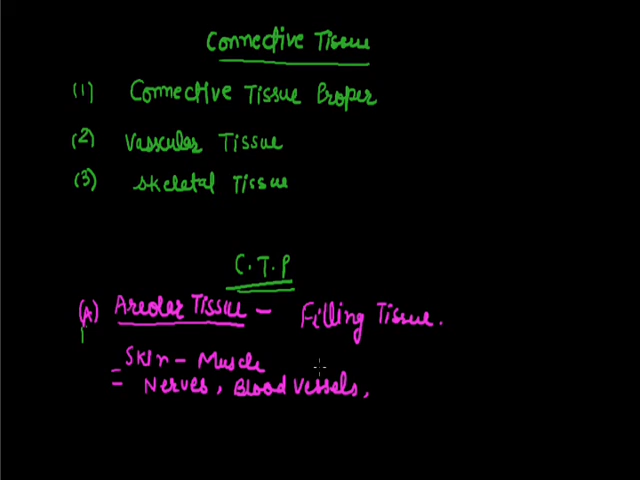 Connective Tissue
(1) Connective Tissue Proper
(2) Vascular Tissue
(3) Skeletal Tissue
C.T.P
(A) Areolar Tissue - Filling Tissue.
- Skin - Muscle
- Nerves, Blood Vessels,